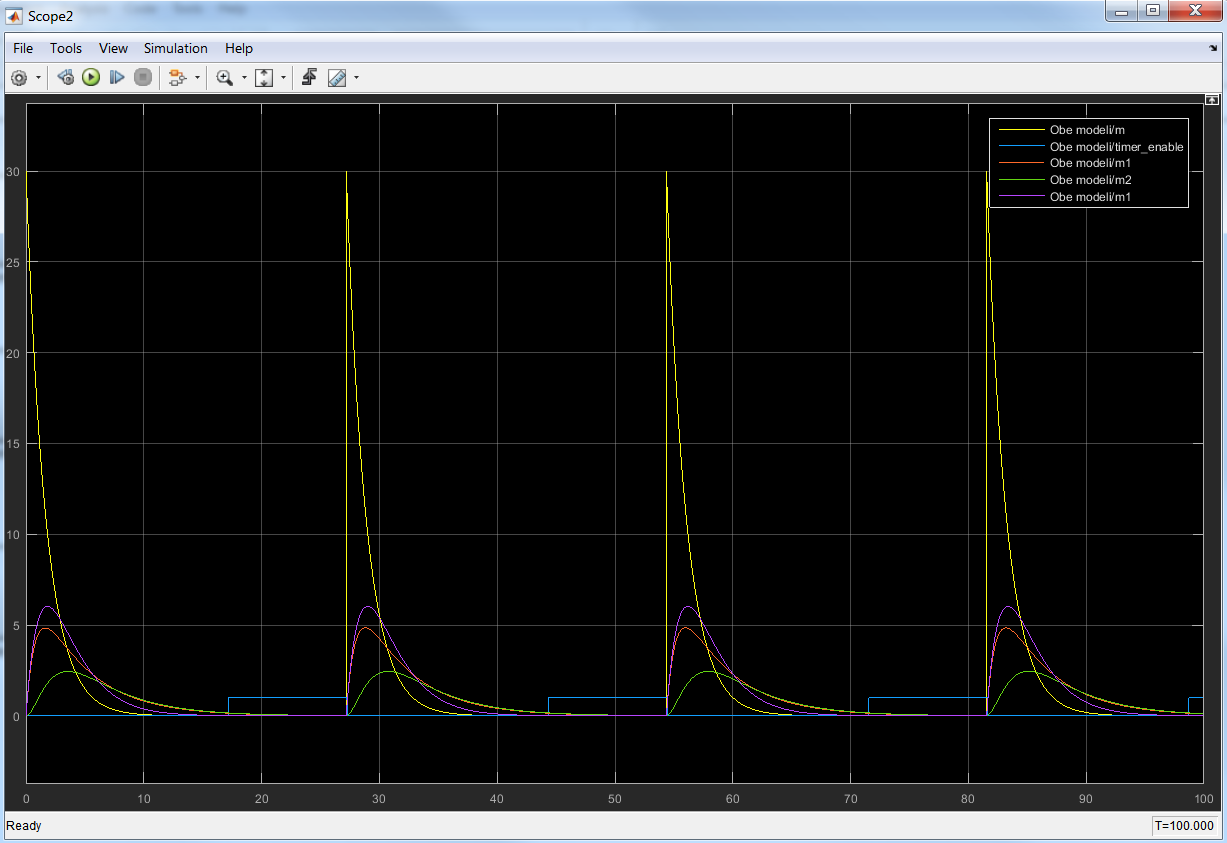 Scope2
File Tools View Simulation Help
Obe modeli/m
Obe modeli/timer_enable
Obe modeli/m1
Obe modeli/m2
Obe modeli/m1
30
25
20
15
10
5
0
0 10 20 30 40 50 60 70 80 90 100
Ready T=100.000